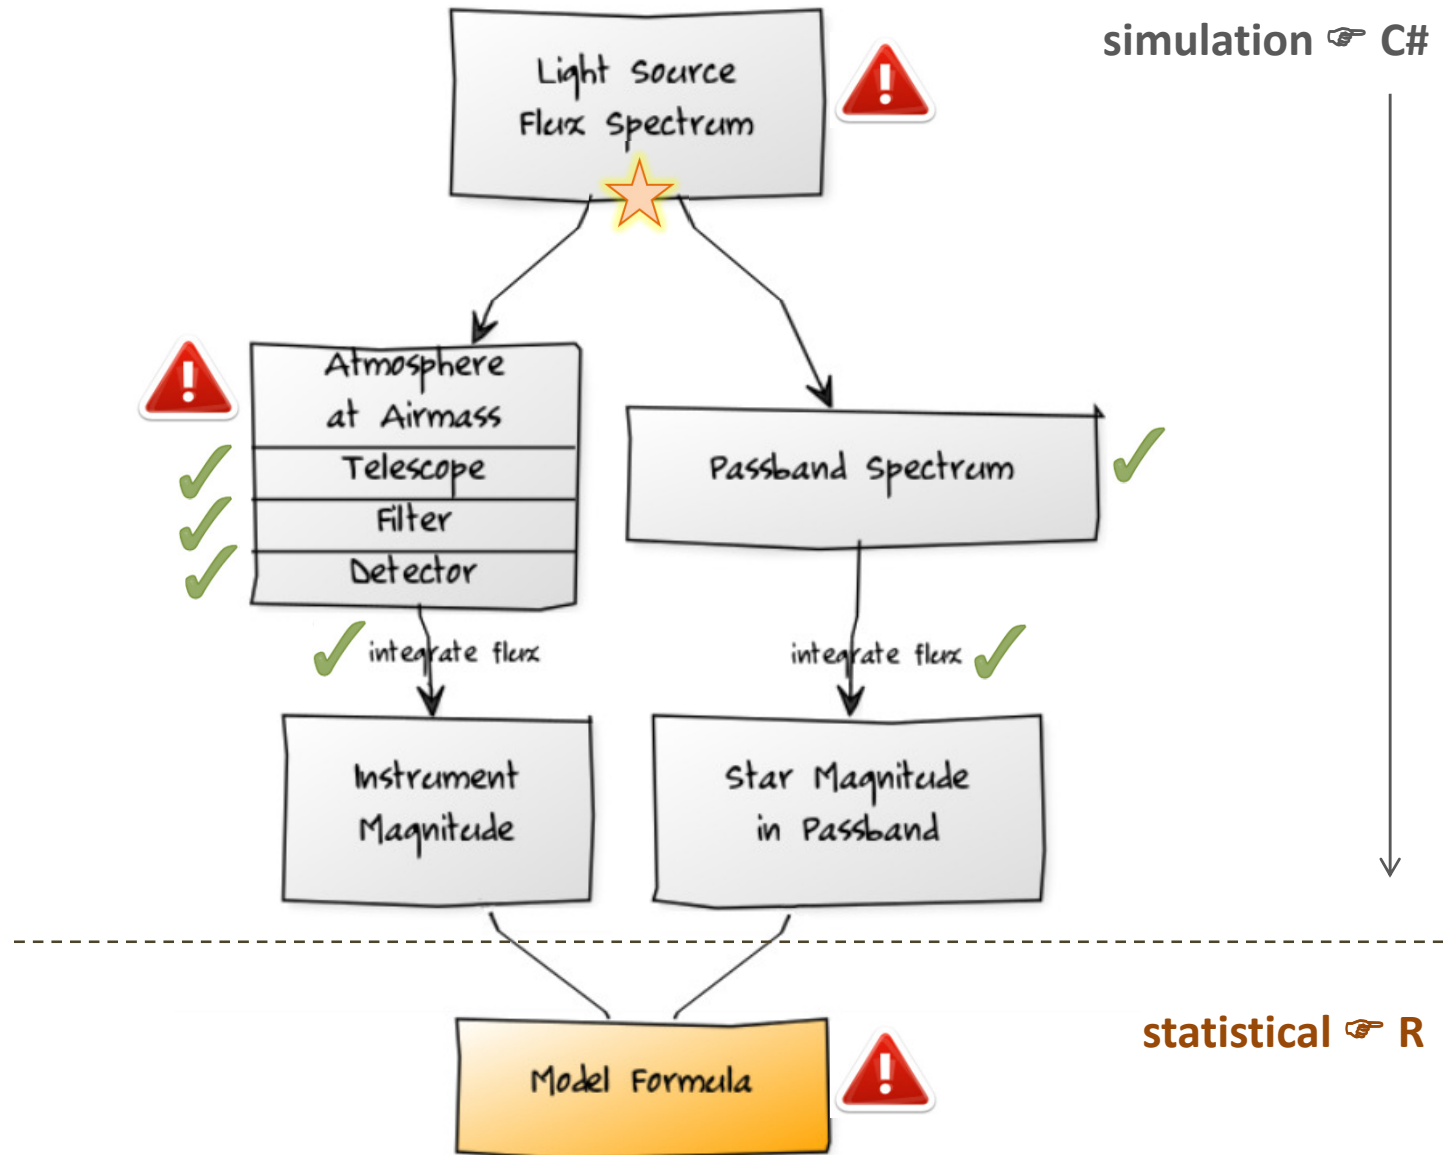 simulation ☞ C#
Light Source
Flux Spectrum
Atmosphere
at Airmass
Telescope
Filter
Detector
Passband Spectrum
integrate flux
integrate flux
Instrument
Magnitude
Star Magnitude
in Passband
statistical ☞ R
Model Formula